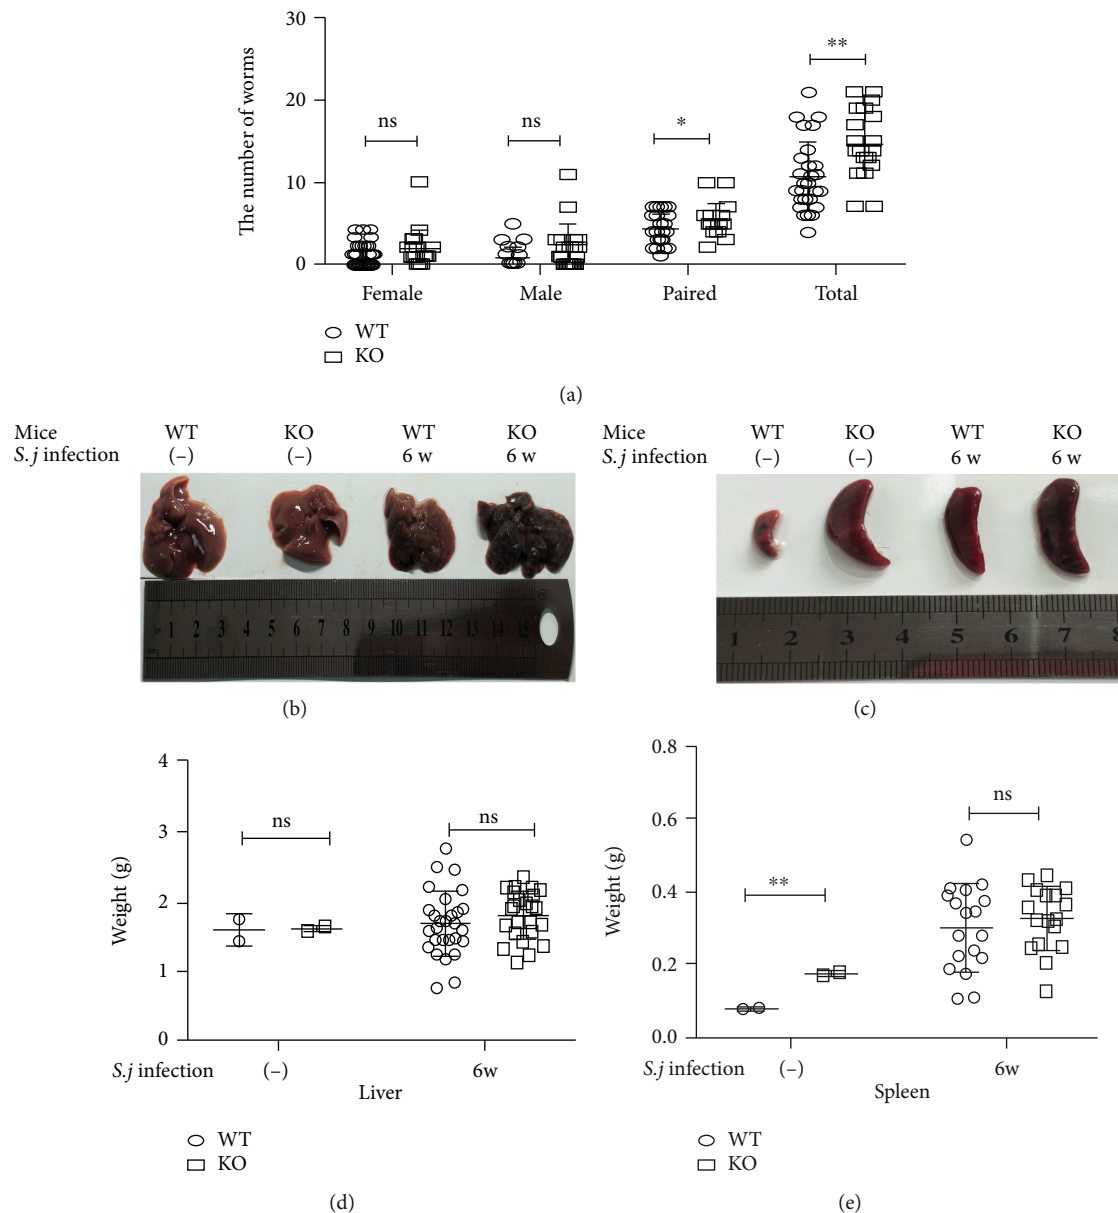 30
20
10
0
The number of worms
ns
ns
*
**
Female Male Paired Total
WT
KO
(a)
Mice WT KO WT KO
S. j infection (–) (–) 6 w 6 w
1 2 3 4 5 6 7 8 9 10 11 12 13 14 15
(b)
Mice WT KO WT KO
S. j infection (–) (–) 6 w 6 w
1 2 3 4 5 6 7 8
(c)
4
3
2
1
0
Weight (g)
ns
ns
S.j infection (–) 6w
Liver
WT
KO
(d)
0.8
0.6
0.4
0.2
0.0
Weight (g)
**
ns
S.j infection (–) 6w
Spleen
WT
KO
(e)